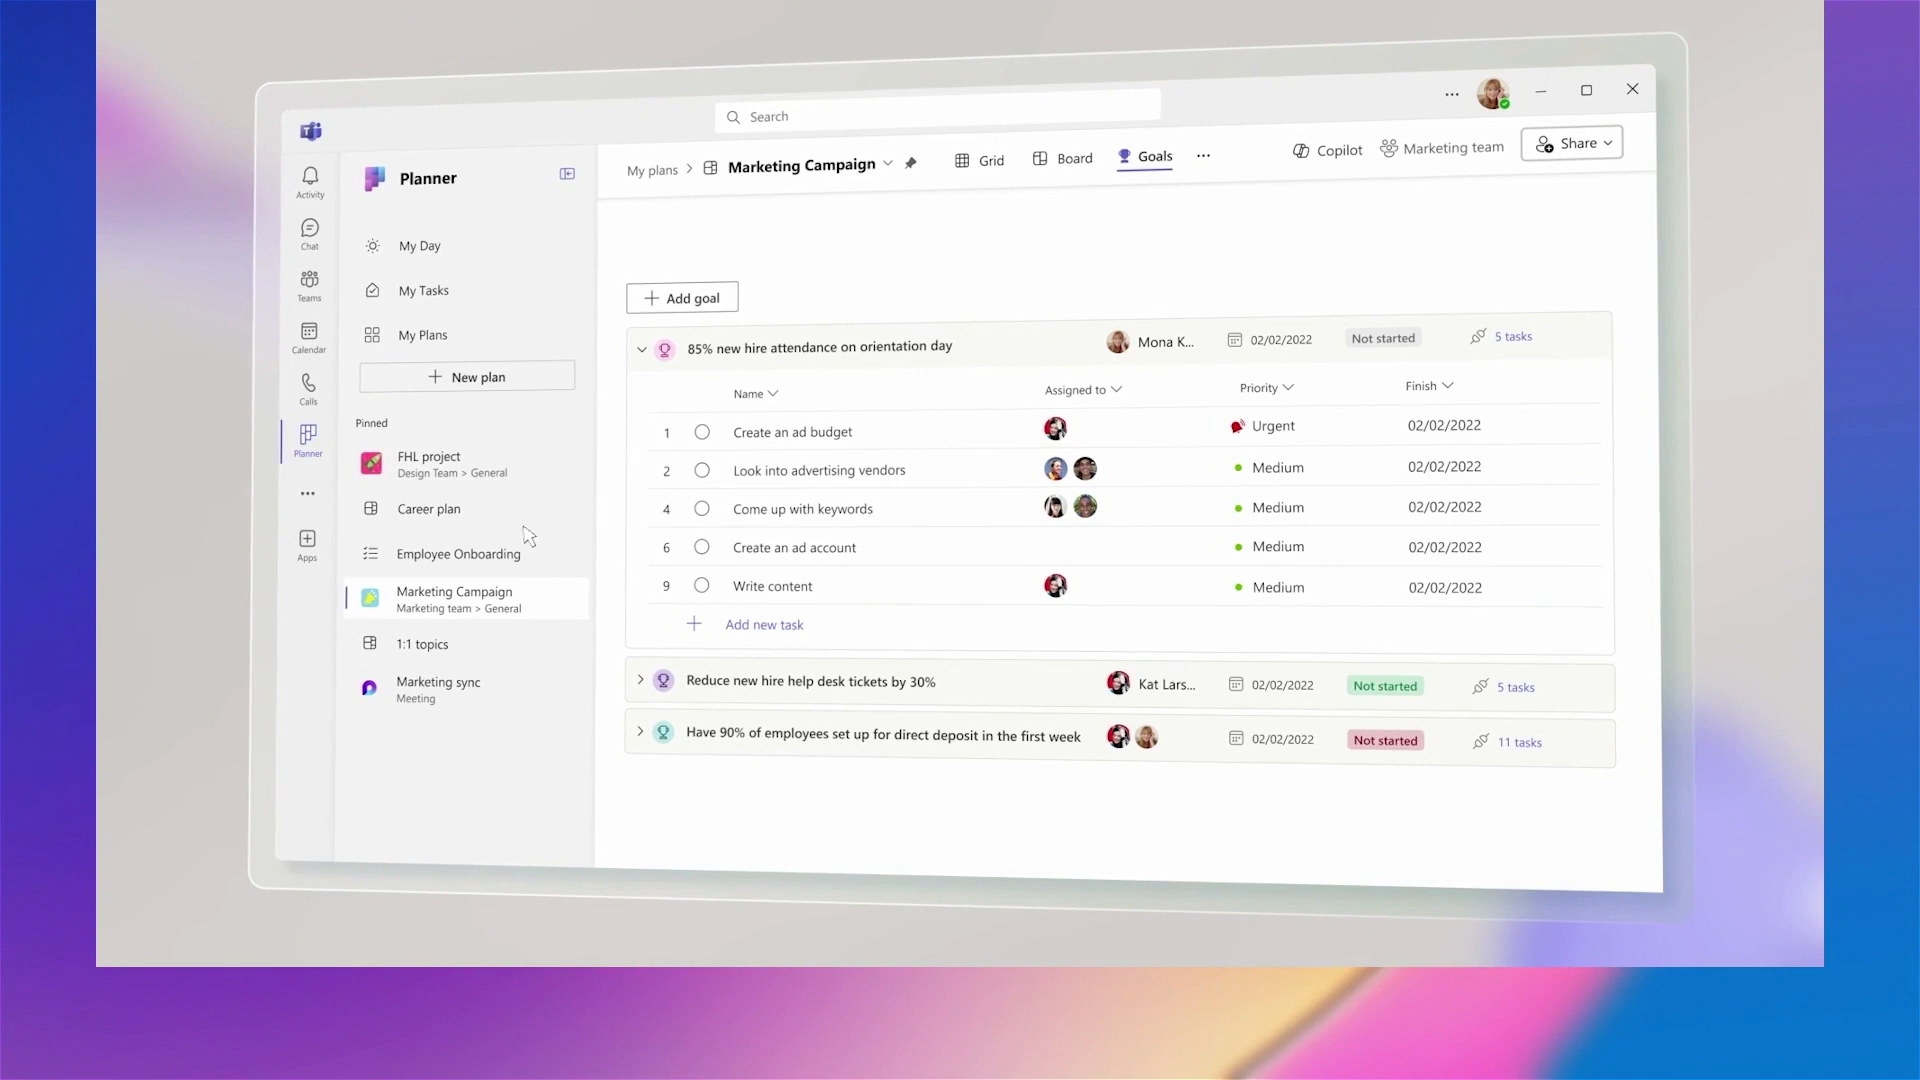 Search
Activity
Chat
Teams
Calendar
Calls
Planner
Apps
Planner
My Day
My Tasks
My Plans
New plan
Pinned
FHL project
Design Team > General
Career plan
Employee Onboarding
Marketing Campaign
Marketing team > General
1:1 topics
Marketing sync
Meeting
My plans > Marketing Campaign Grid Board Goals ... Copilot Marketing team Share
Add goal
85% new hire attendance on orientation day Mona K... 02/02/2022 Not started 5 tasks
Name Assigned to Priority Finish
1 Create an ad budget Urgent 02/02/2022
2 Look into advertising vendors Medium 02/02/2022
4 Come up with keywords Medium 02/02/2022
6 Create an ad account Medium 02/02/2022
9 Write content Medium 02/02/2022
Add new task
Reduce new hire help desk tickets by 30% Kat Lars... 02/02/2022 Not started 5 tasks
Have 90% of employees set up for direct deposit in the first week 02/02/2022 Not started 11 tasks